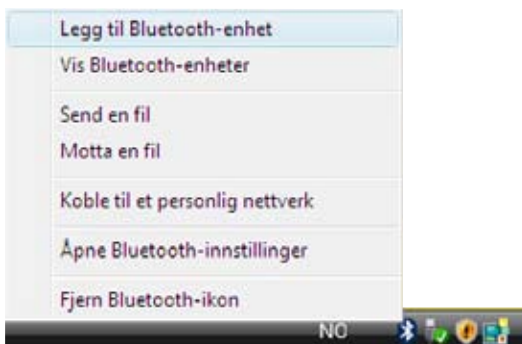 Legg til Bluetooth-enhet
Vis Bluetooth-enheter
Send en fil
Motta en fil
Koble til et personlig nettverk
Åpne Bluetooth-innstillinger
Fjern Bluetooth-ikon
NO